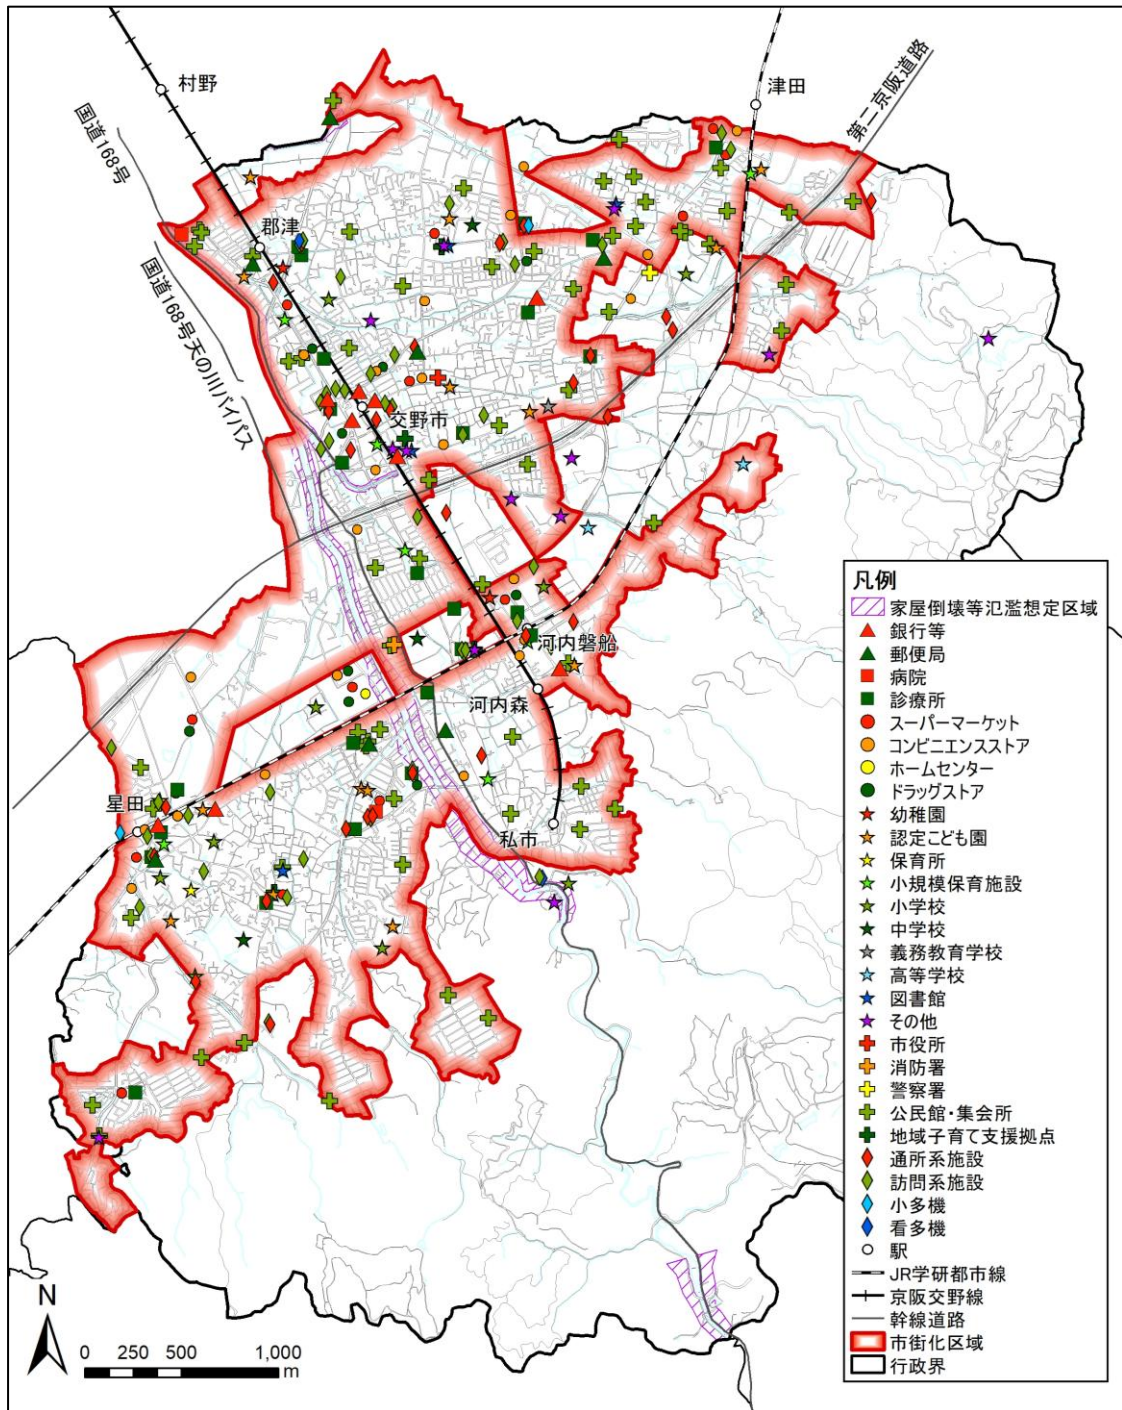 村野
津田
第二京阪道路
国道168号
郡津
国道168号天の川バイパス
交野市
河内磐船
河内森
星田
私市
凡例
家屋倒壊等氾濫想定区域
銀行等
郵便局
病院
診療所
スーパーマーケット
コンビニエンスストア
ホームセンター
ドラッグストア
幼稚園
認定こども園
保育所
小規模保育施設
小学校
中学校
義務教育学校
高等学校
図書館
その他
市役所
消防署
警察署
公民館・集会所
地域子育て支援拠点
通所系施設
訪問系施設
小多機
看多機
駅
JR学研都市線
京阪交野線
幹線道路
市街化区域
行政界
N
0 250 500 1,000
m